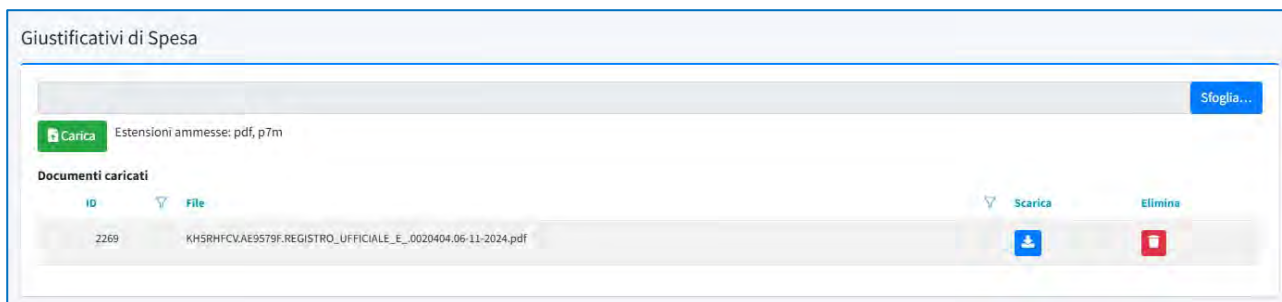 Giustificativi di Spesa
Sfoglia...
Carica Estensioni ammesse: pdf, p7m
Documenti caricati
ID File Scarica Elimina
2269 KH5RHFCV.AE9579F.REGISTRO_UFFICIALE_E_.0020404.06-11-2024.pdf